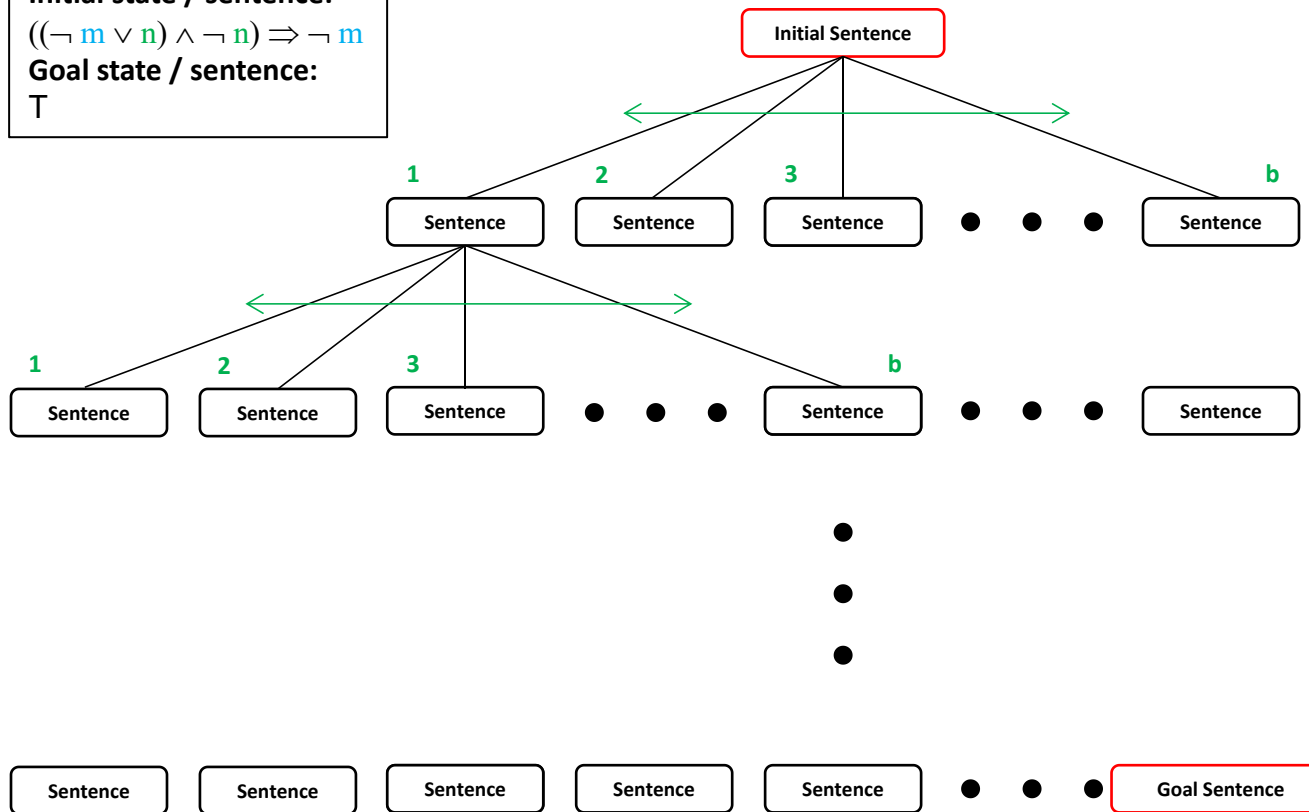 Initial state / sentence:
((¬ m ∨ n) ∧ ¬ n) ⇒ ¬ m
Goal state / sentence:
T
Initial Sentence
1 2 3 b
Sentence Sentence Sentence • • • Sentence
1 2 3 b
Sentence Sentence Sentence • • • Sentence • • • Sentence
•
•
•
Sentence Sentence Sentence Sentence Sentence • • • Goal Sentence